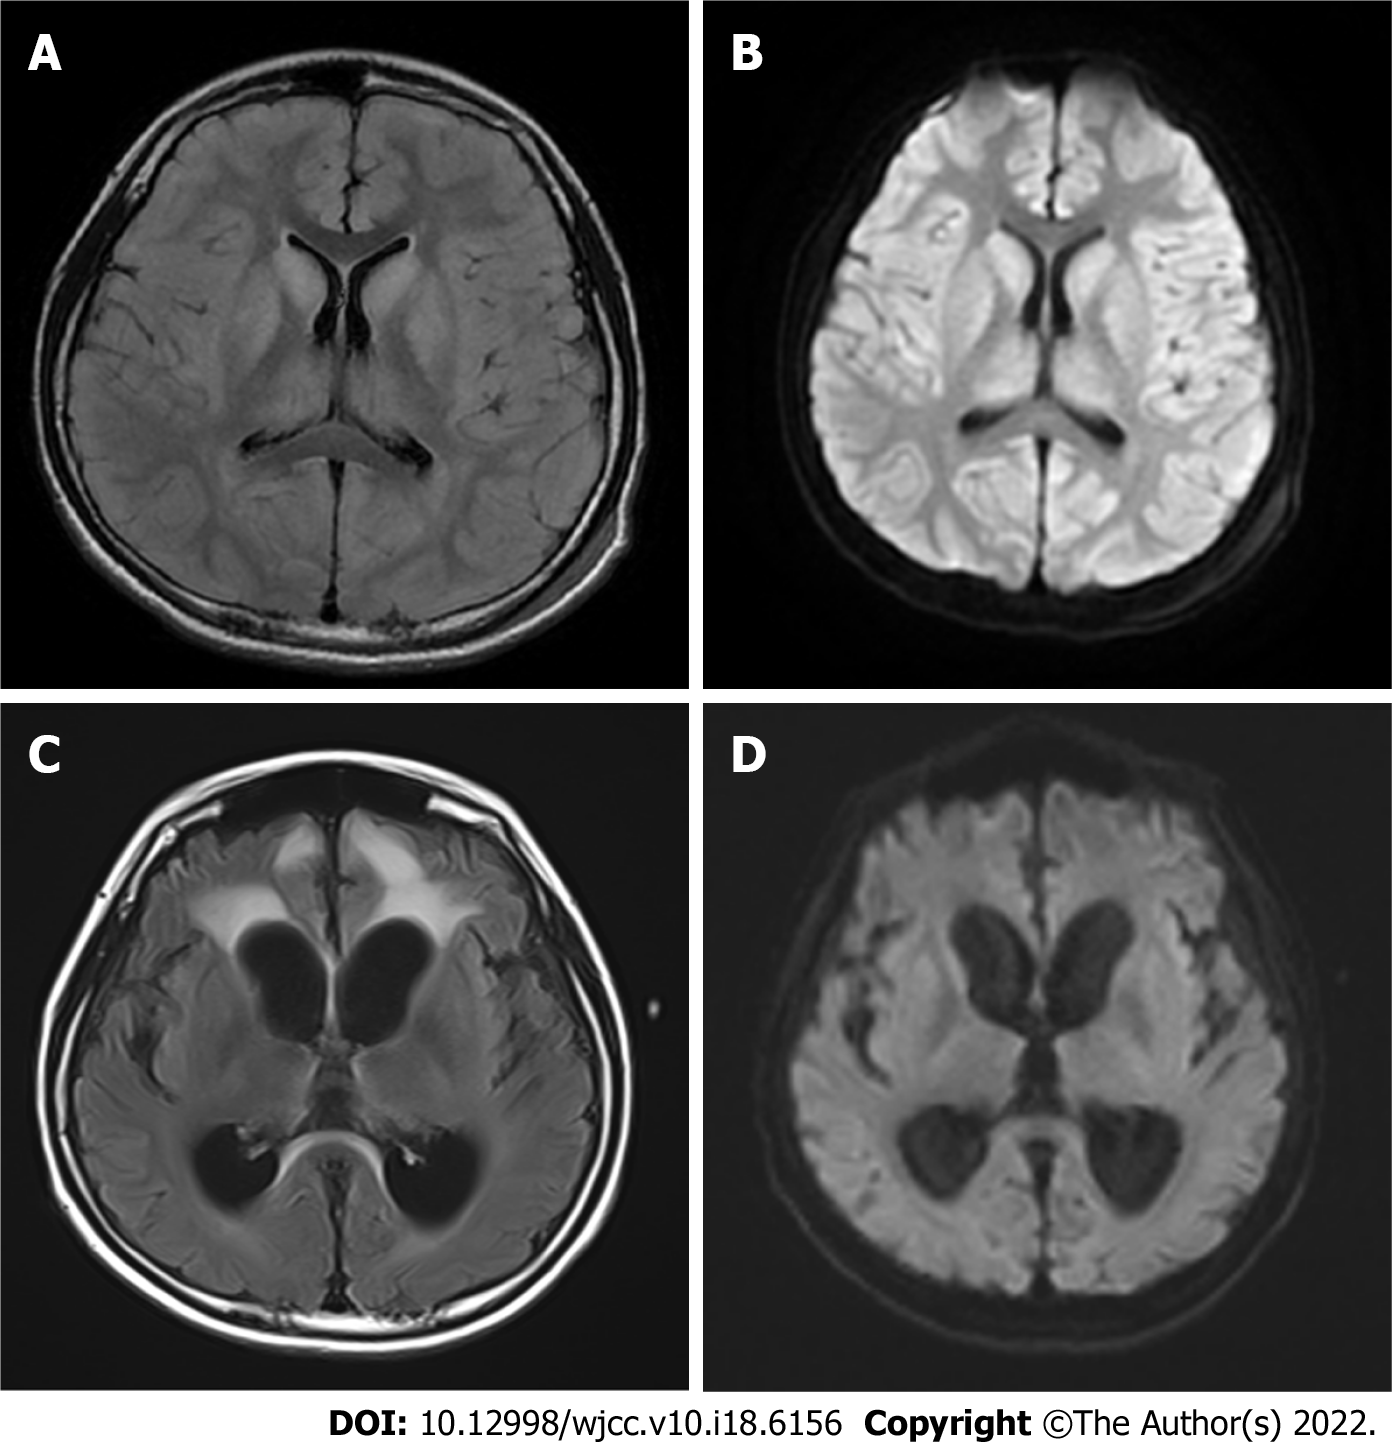 A
B
C
D
DOI: 10.12998/wjcc.v10.i18.6156 Copyright ©The Author(s) 2022.